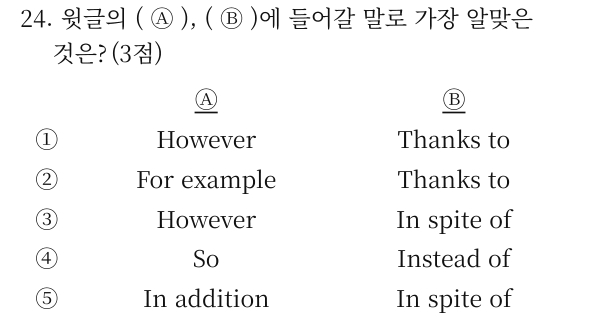 24. 윗글의 ( Ⓐ ), ( Ⓑ )에 들어갈 말로 가장 알맞은
것은? (3점)
Ⓐ Ⓑ
① However Thanks to
② For example Thanks to
③ However In spite of
④ So Instead of
⑤ In addition In spite of